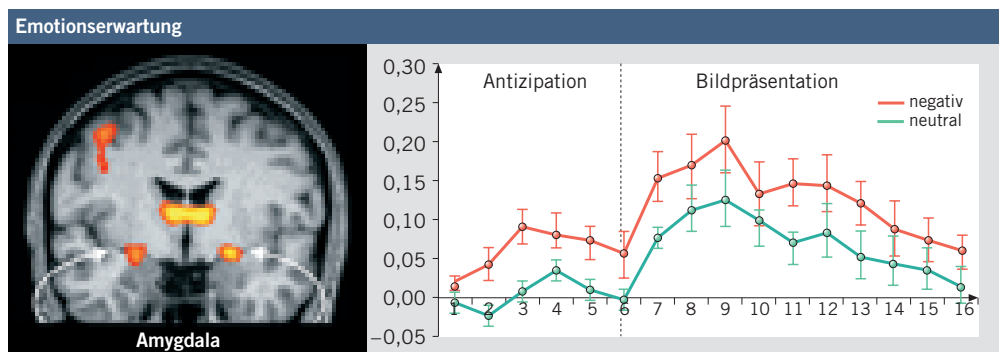 Emotionserwartung
Amygdala
Antizipation Bildpräsentation
negativ
neutral
0,30
0,25
0,20
0,15
0,10
0,05
0,00
−0,05
1 2 3 4 5 6 7 8 9 10 11 12 13 14 15 16